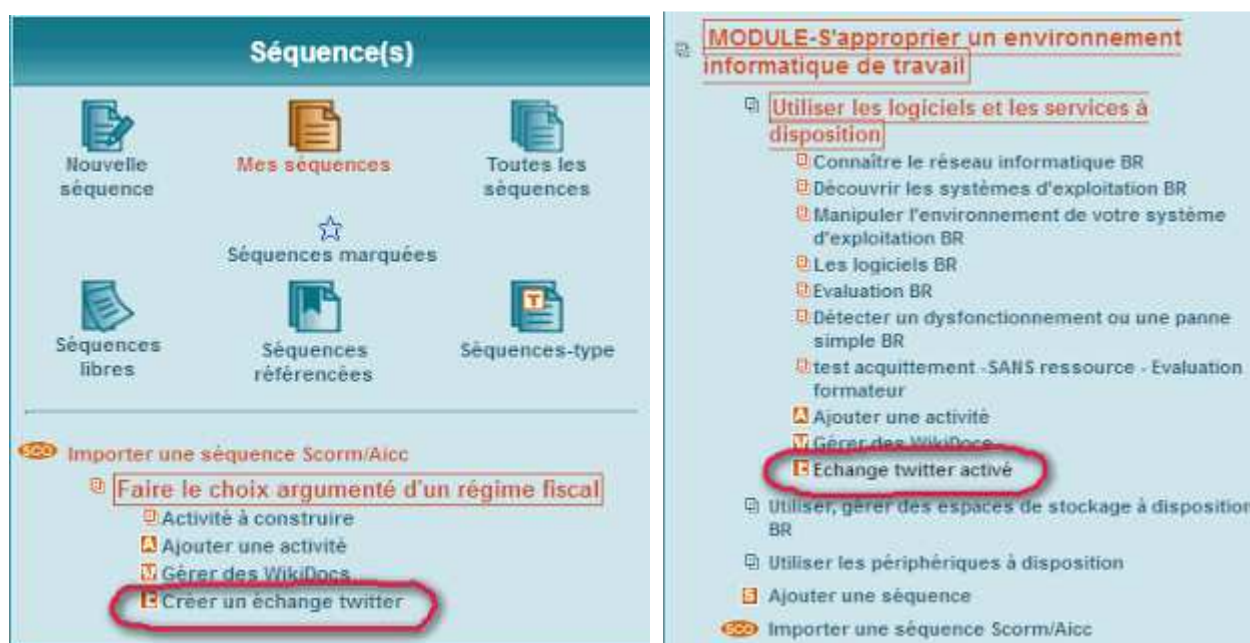 Séquence(s)
Nouvelle
séquence
Mes séquences
Toutes les
séquences
Séquences marquées
T
Séquences
libres
Séquences
référencées
Séquences-type
SCO Importer une séquence Scorm/Aicc
Faire le choix argumenté d'un régime fiscal
Activité à construire
A Ajouter une activité
Gérer des WikiDocs
Créer un échange twitter
MODULE-S'approprier un environnement
informatique de travail
Utiliser les logiciels et les services à
disposition
Connaître le réseau informatique BR
Découvrir les systèmes d'exploitation BR
Manipuler l'environnement de votre système
d'exploitation BR
Les logiciels BR
Evaluation BR
Détecter un dysfonctionnement ou une panne
simple BR
test acquittement -SANS ressource - Evaluation
formateur
A Ajouter une activité
Gérer des WikiDocs
Echange twitter activé
Utiliser, gérer des espaces de stockage à disposition
BR
Utiliser les périphériques à disposition
S Ajouter une séquence
SCO Importer une séquence Scorm/Aicc